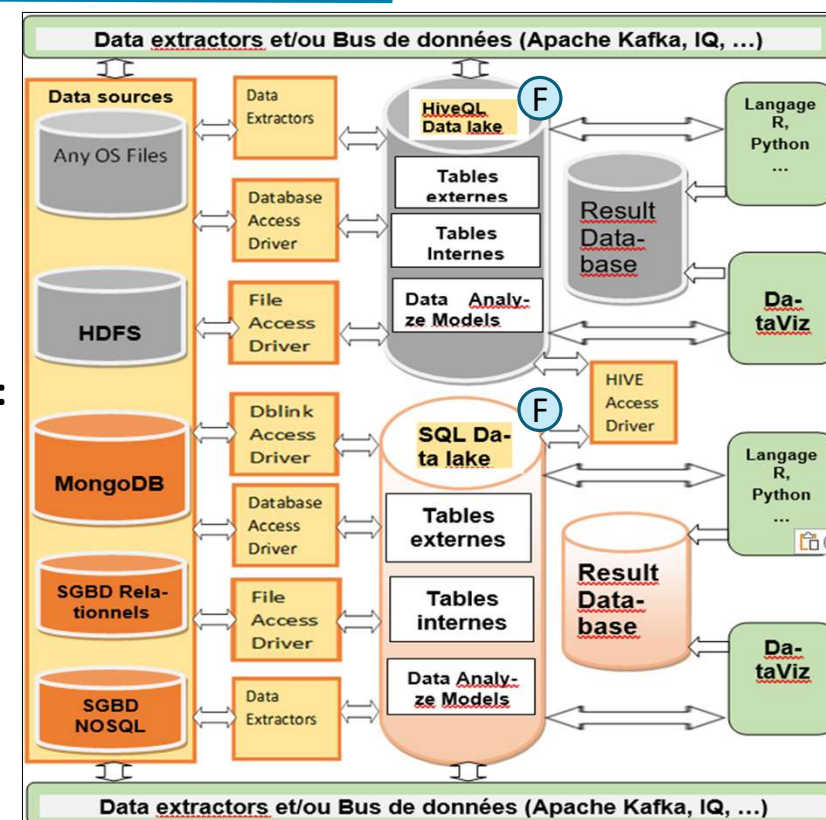 Data extractors et/ou Bus de données (Apache Kafka, IQ, …)
Data sources
Any OS Files
HDFS
:
MongoDB
SGBD Rela-
tionnels
SGBD
NOSQL
Data
Extractors
Database
Access
Driver
File
Access
Driver
Dblink
Access
Driver
Database
Access
Driver
File
Access
Driver
Data
Extractors
HiveQL
Data lake
F
Tables
externes
Tables
Internes
Data Analy-
ze Models
SQL Da-
ta lake
F
Tables
externes
Tables
internes
Data Analy-
ze Models
HIVE
Access
Driver
Result
Data-
base
Result
Data-
base
Langage
R,
Python
...
Da-
taViz
Langage
R,
Python
...
Da-
taViz
Data extractors et/ou Bus de données (Apache Kafka, IQ, …)